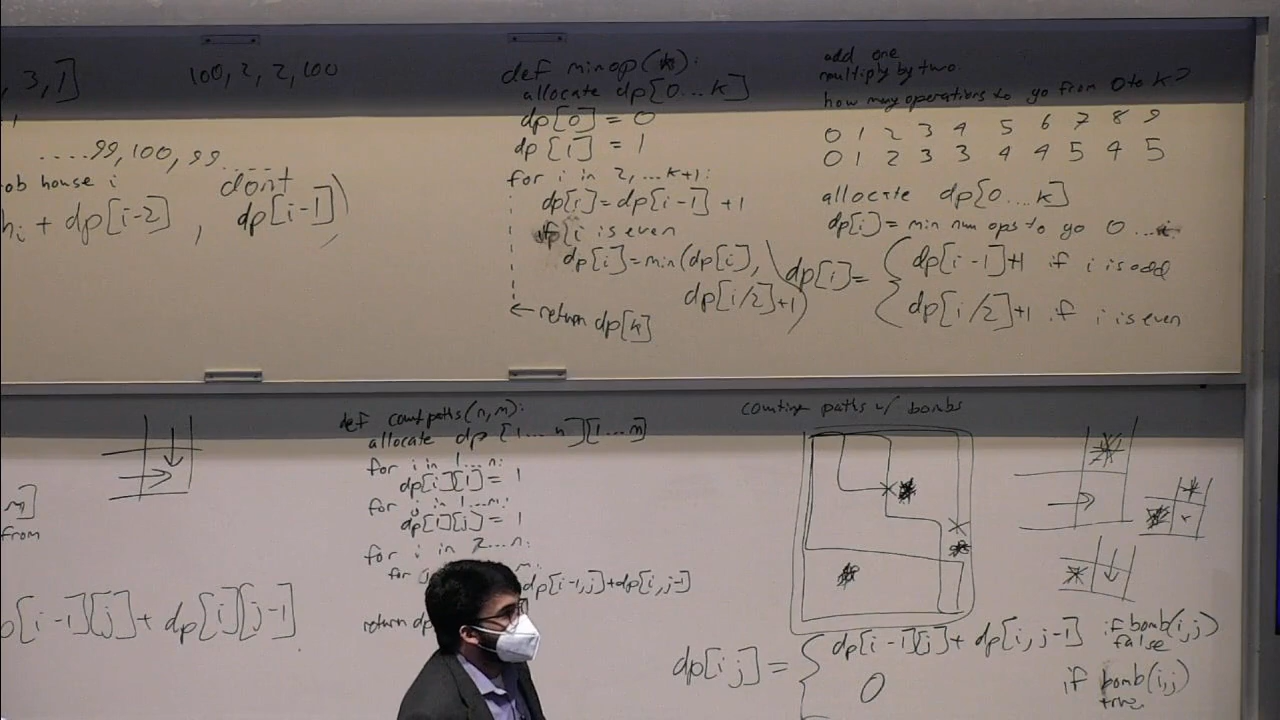 , 3, 1]
100, 2, 2, 100
....99, 100, 99...
ob house i
dont
hi + dp[i-2] , dp[i-1])
def minop(k):
allocate dp[0...k]
dp[0] = 0
dp[1] = 1
for i in 2,...k+1:
dp[i]=dp[i-1] +1
if i is even
dp[i]=min(dp[i],
dp[i/2]+1)
← return dp[k]
add one
multiply by two
how many operations to go from 0 to k?
0 1 2 3 4 5 6 7 8 9
0 1 2 3 3 4 4 5 4 5
allocate dp[0...k]
dp[i]= min num ops to go 0...i
dp[i]= { dp[i-1]+1 if i is odd
{ dp[i/2]+1 if i is even
m]
from
p[i-1][j]+ dp[i][j-1]
def countpaths(n,m):
allocate dp[1...n][1...m]
for i in 1...n:
dp[i][1] = 1
for j in 1...m:
dp[1][j] = 1
for i in 2...n:
for
dp[i-1,j]+dp[i,j-1]
return dp
counting paths w/ bombs
dp[i,j] = { dp[i-1][j]+ dp[i,j-1] if bomb(i,j) false
0 if bomb(i,j) true